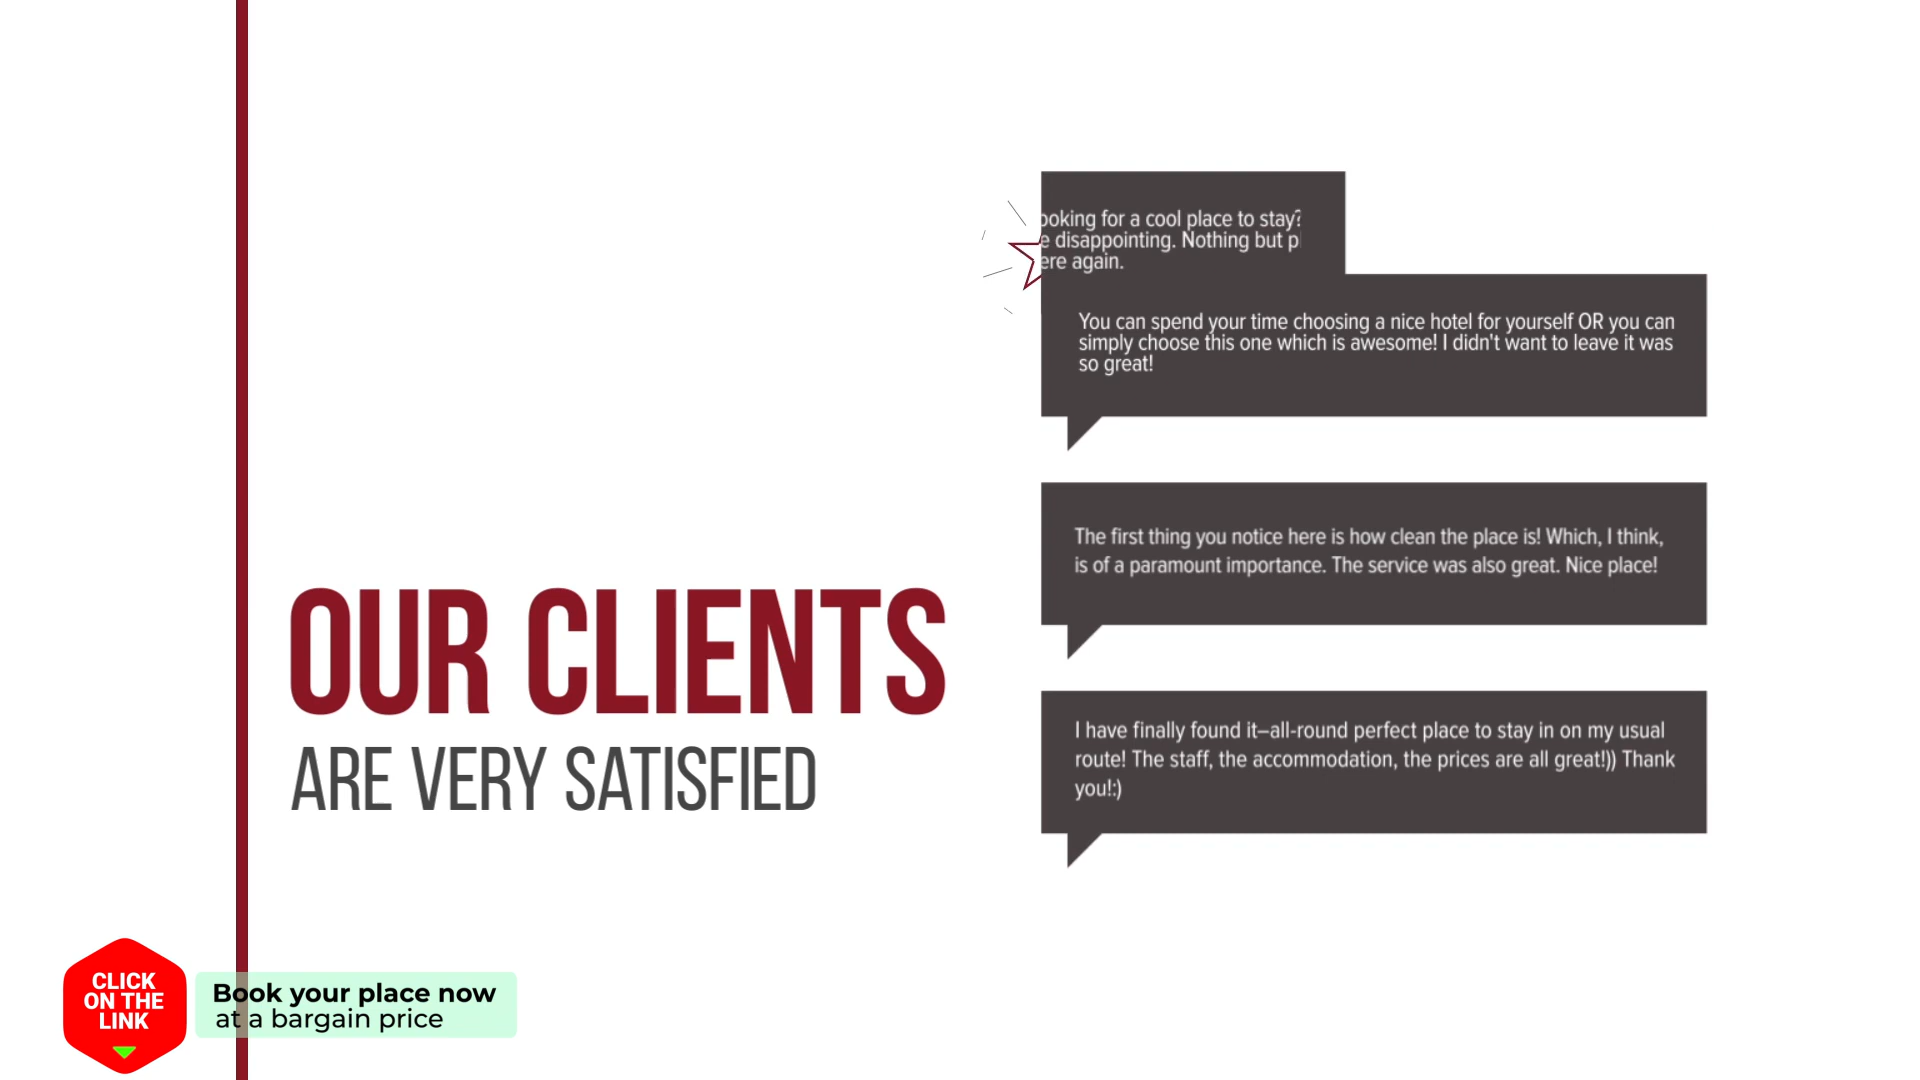 for a cool place to stay?
disappointing. Nothing but
again.
You can spend your time choosing a nice hotel for yourself OR you can
simply choose this one which is awesome! I didn't want to leave it was
so great!
The first thing you notice here is how clean the place is! Which, I think,
is of a paramount importance. The service was also great. Nice place!
I have finally found it–all-round perfect place to stay in on my usual
route! The staff, the accommodation, the prices are all great!)) Thank
you!:)
OUR CLIENTS
ARE VERY SATISFIED
CLICK
ON THE
LINK
Book your place now
at a bargain price